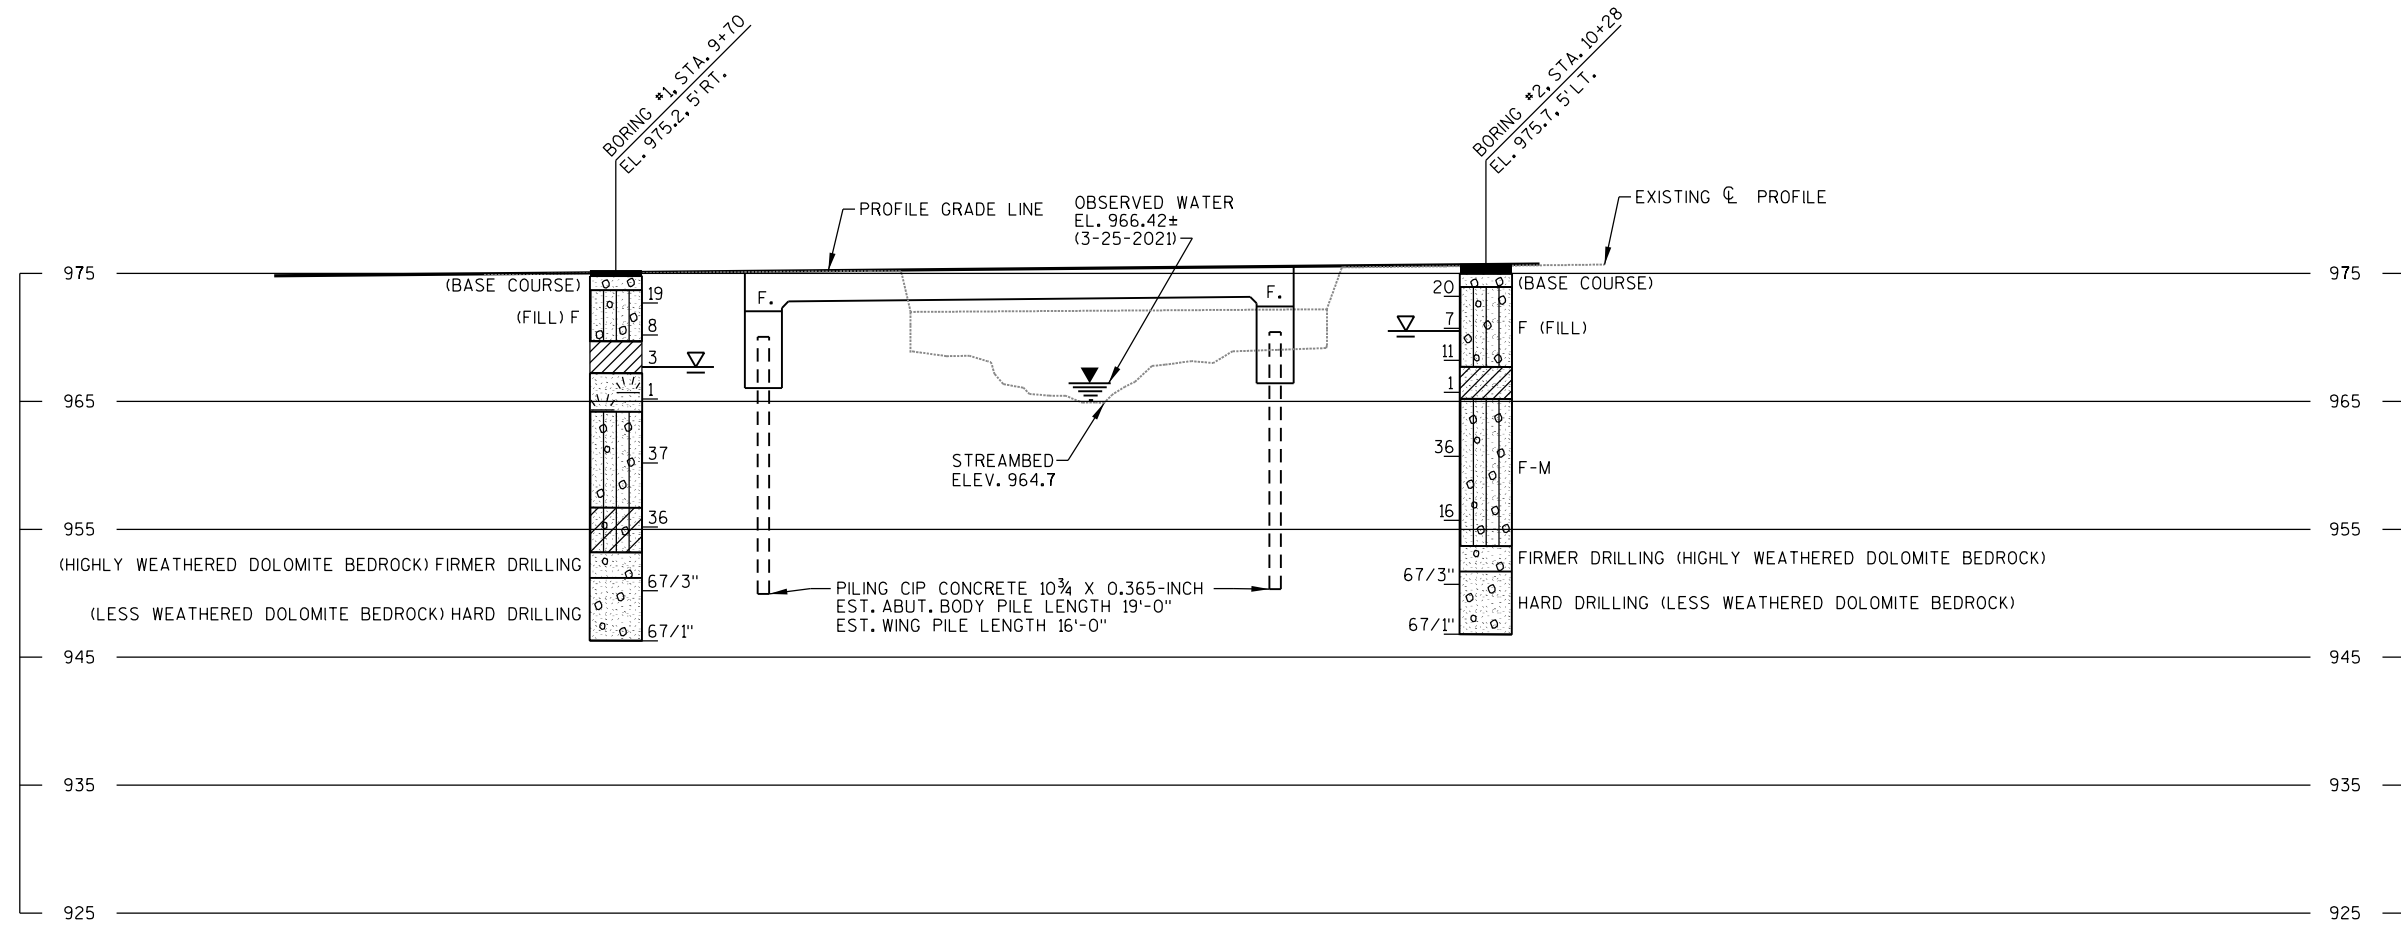 BORING #1, STA. 9+70
EL. 975.2, 5' RT.
BORING #2, STA. 10+28
EL. 975.7, 5' LT.
PROFILE GRADE LINE
OBSERVED WATER
EL. 966.42±
(3-25-2021)
EXISTING ℄ PROFILE
975
975
(BASE COURSE)
(BASE COURSE)
19
F.
F.
20
(FILL) F
8
7
F (FILL)
3
11
1
1
965
965
37
36
STREAMBED
ELEV. 964.7
F-M
36
16
955
955
(HIGHLY WEATHERED DOLOMITE BEDROCK) FIRMER DRILLING
FIRMER DRILLING (HIGHLY WEATHERED DOLOMITE BEDROCK)
67/3"
67/3"
PILING CIP CONCRETE 10¾ X 0.365-INCH
EST. ABUT. BODY PILE LENGTH 19'-0"
EST. WING PILE LENGTH 16'-0"
(LESS WEATHERED DOLOMITE BEDROCK) HARD DRILLING
HARD DRILLING (LESS WEATHERED DOLOMITE BEDROCK)
67/1"
67/1"
945
945
935
935
925
925